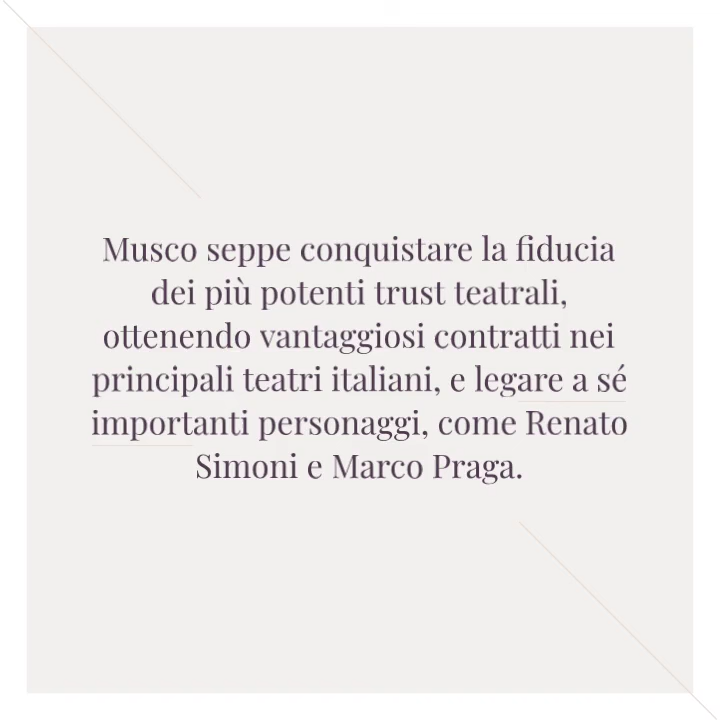 Musco seppe conquistare la fiducia
dei più potenti trust teatrali,
ottenendo vantaggiosi contratti nei
principali teatri italiani, e legare a sé
importanti personaggi, come Renato
Simoni e Marco Praga.